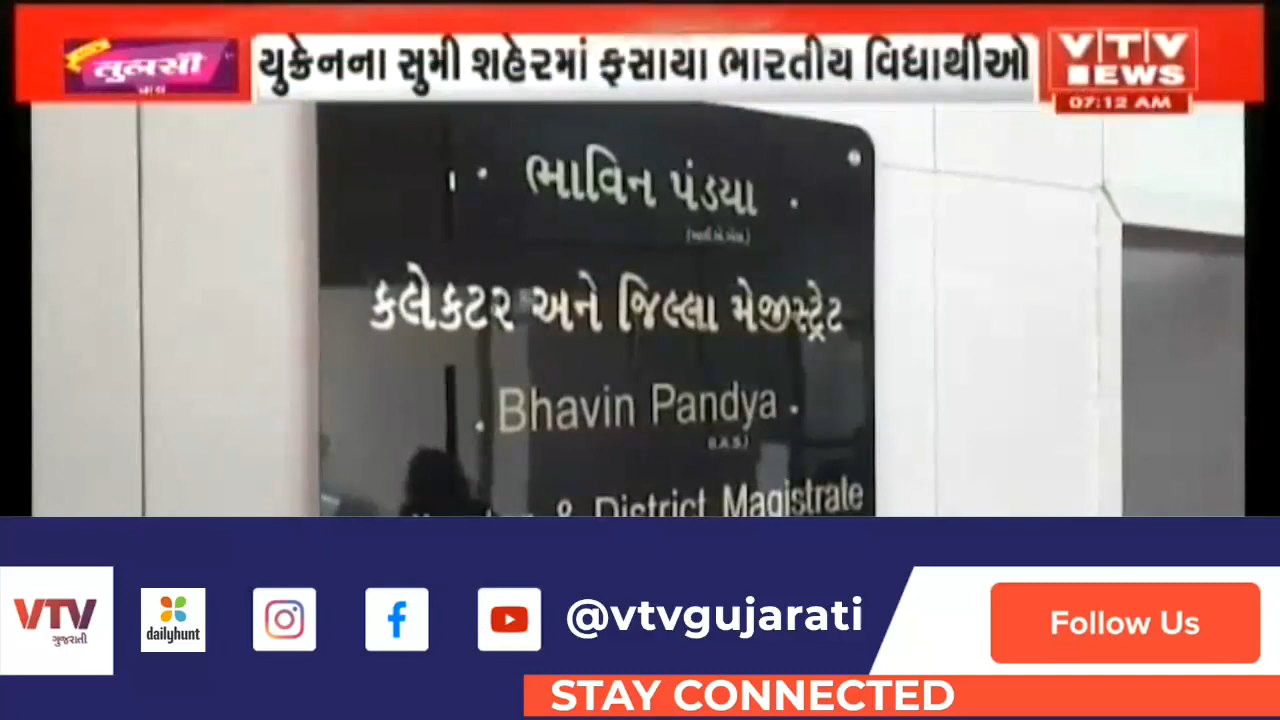 તુલસી
યુક્રેનના સુમી શહેરમાં ફસાયા ભારતીય વિધાર્થીઓ
VTV
NEWS
07:12 AM
ભાવિન પંડયા
કલેકટર અને જિલ્લા મેજીસ્ટ્રેટ
Bhavin Pandya
(I.A.S.)
& District Magistrate
VTV
ગુજરાતી
dailyhunt
@vtvgujarati
Follow Us
STAY CONNECTED